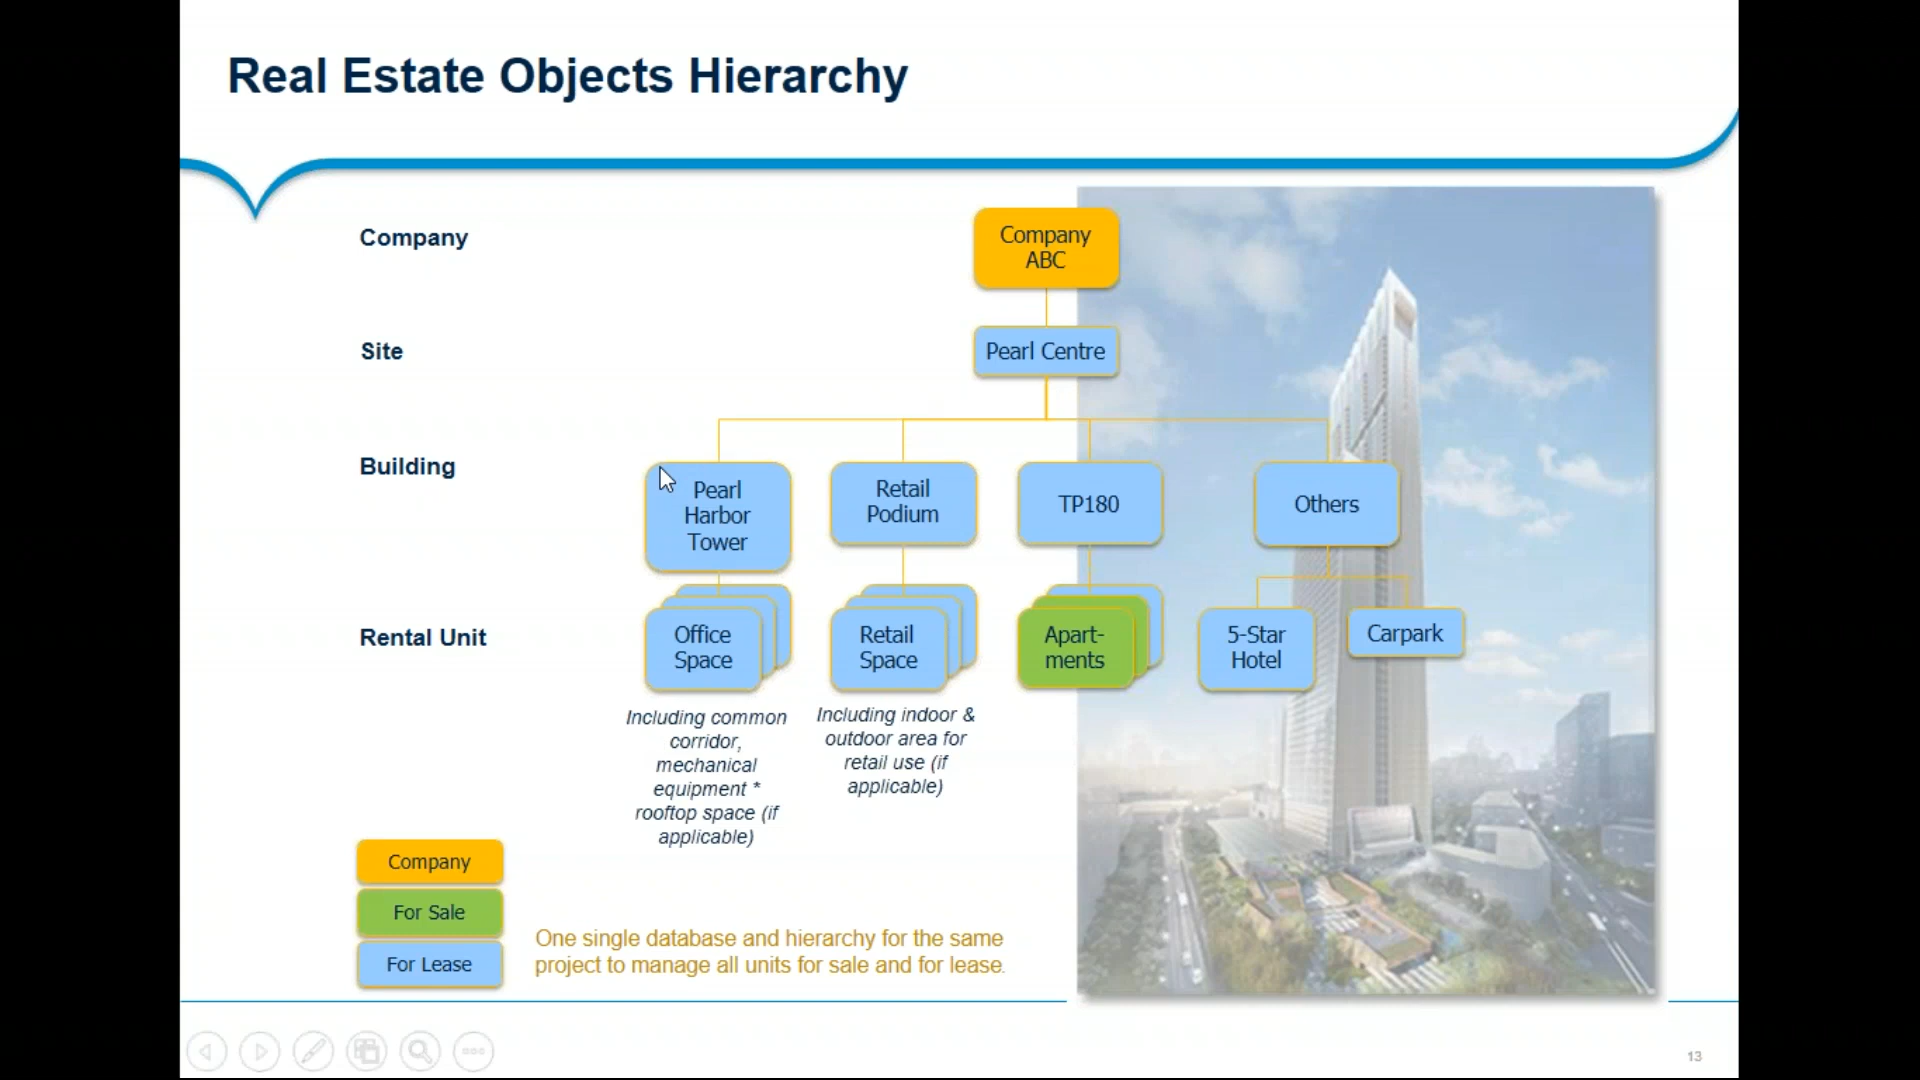 Real Estate Objects Hierarchy
Company
Company
ABC
Site
Pearl Centre
Building
Pearl
Harbor
Tower
Retail
Podium
TP180
Others
Rental Unit
Office
Space
Retail
Space
Apart-
ments
5-Star
Hotel
Carpark
Including common
corridor,
mechanical
equipment *
rooftop space (if
applicable)
Including indoor &
outdoor area for
retail use (if
applicable)
Company
For Sale
For Lease
One single database and hierarchy for the same
project to manage all units for sale and for lease.
13